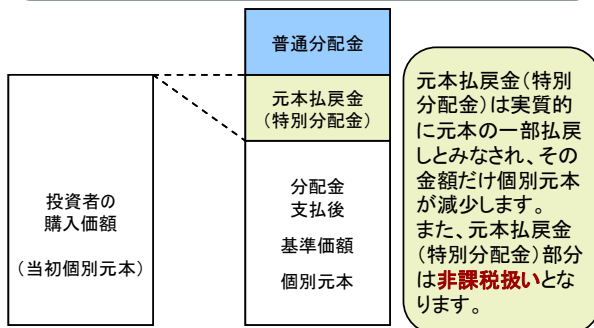 普通分配金
元本払戻金
(特別分配金)
投資者の
購入価額
(当初個別元本)
分配金
支払後
基準価額
個別元本
元本払戻金(特別
分配金)は実質的
に元本の一部払戻
しとみなされ、その
金額だけ個別元本
が減少します。
また、元本払戻金
(特別分配金)部分
は非課税扱いとな
ります。